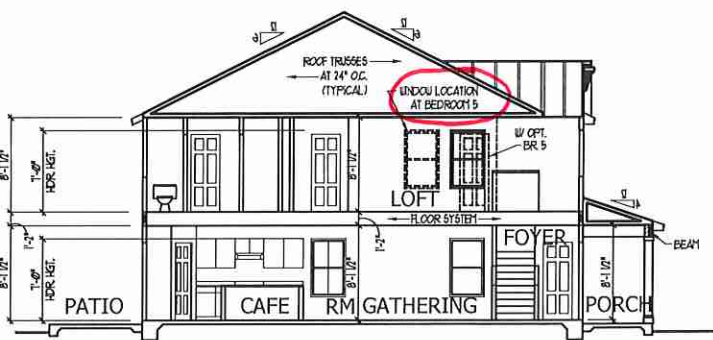 12
6
12
6
ROOF TRUSSES
AT 24" O.C.
(TYPICAL)
WINDOW LOCATION
AT BEDROOM 5
W/ OPT.
BR. 5
8'-1 1/2"
7'-0"
HDR. HGT.
8'-1 1/2"
LOFT
FLOOR SYSTEM
12
4
1'-2"
1'-2"
FOYER
BEAM
8'-1 1/2"
7'-0"
HDR. HGT.
8'-1 1/2"
8'-1 1/2"
PATIO
CAFE
RM GATHERING
PORCH